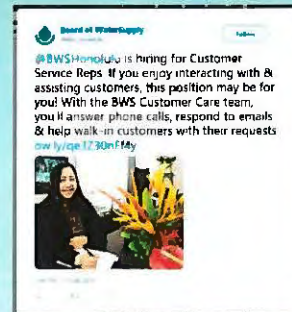 Board of WaterSupply
Follow
@BWSHonolulu is hiring for Customer
Service Reps If you enjoy interacting with &
assisting customers, this position may be for
you! With the BWS Customer Care team,
you'll answer phone calls, respond to emails
& help walk-in customers with their requests